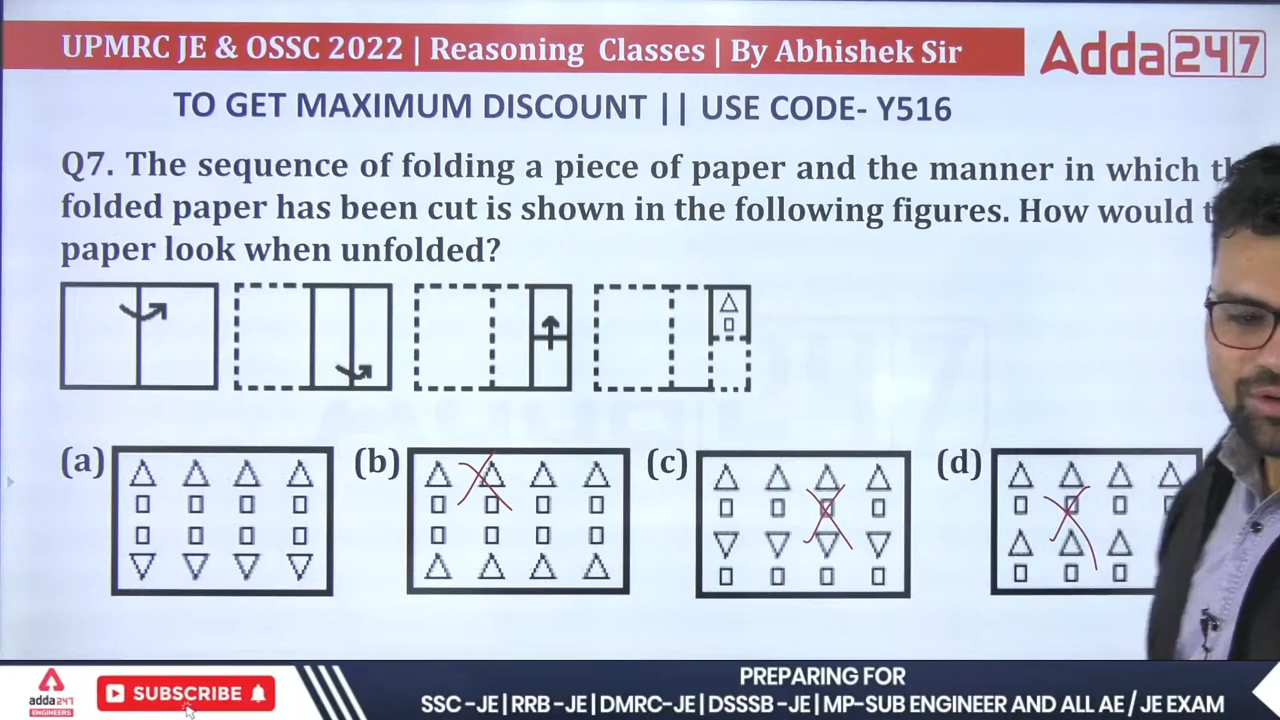 UPMRC JE & OSSC 2022 | Reasoning Classes | By Abhishek Sir
Adda247
TO GET MAXIMUM DISCOUNT || USE CODE- Y516
Q7. The sequence of folding a piece of paper and the manner in which
folded paper has been cut is shown in the following figures. How would
paper look when unfolded?
(a) (b) (c) (d)
adda247
ENGINEERS
SUBSCRIBE
PREPARING FOR
SSC -JE | RRB -JE | DMRC-JE | DSSSB -JE | MP-SUB ENGINEER AND ALL AE / JE EXAM